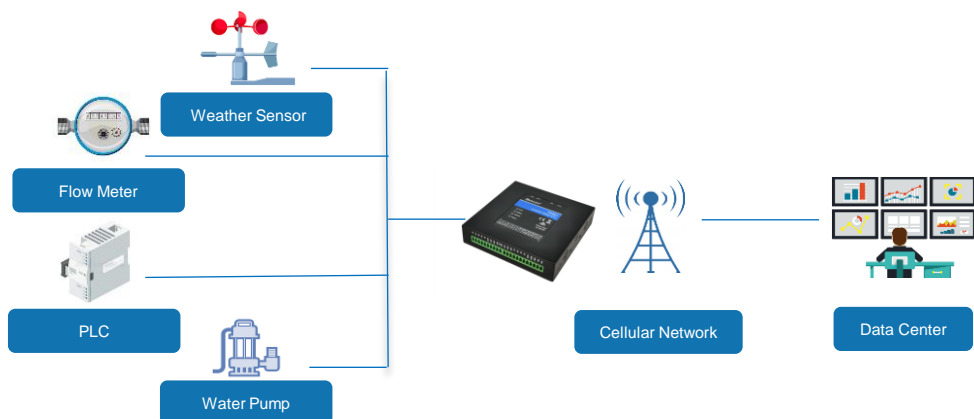 Weather Sensor
Flow Meter
PLC
Cellular Network
Data Center
Water Pump